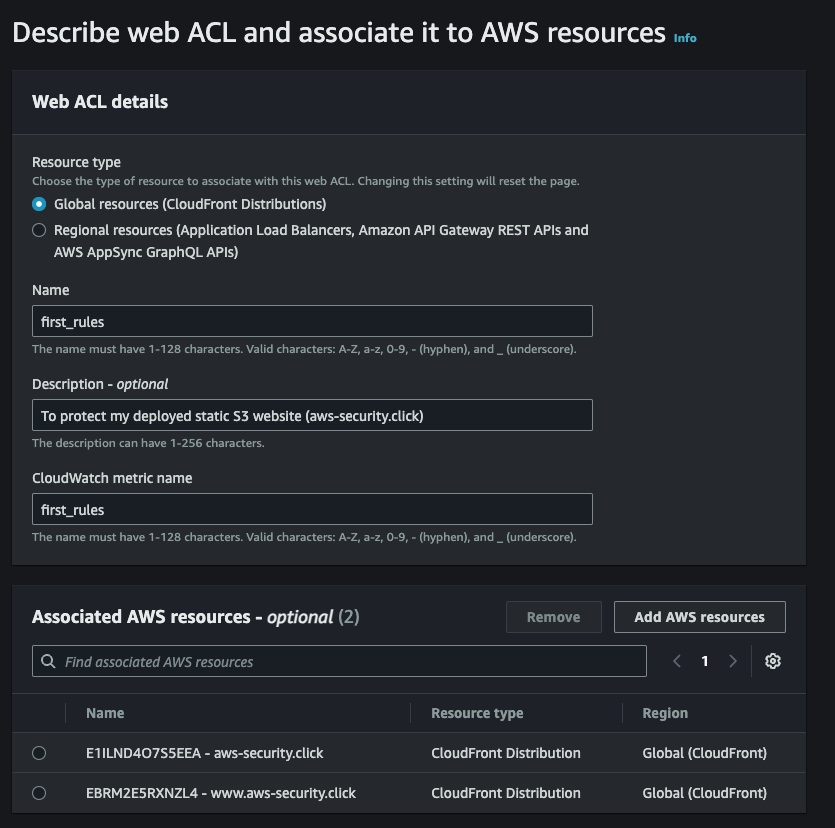 Describe web ACL and associate it to AWS resources Info
Web ACL details
Resource type
Choose the type of resource to associate with this web ACL. Changing this setting will reset the page.
Global resources (CloudFront Distributions)
Regional resources (Application Load Balancers, Amazon API Gateway REST APIs and
AWS AppSync GraphQL APIs)
Name
first_rules
The name must have 1-128 characters. Valid characters: A-Z, a-z, 0-9, - (hyphen), and _ (underscore).
Description - optional
To protect my deployed static S3 website (aws-security.click)
The description can have 1-256 characters.
CloudWatch metric name
first_rules
The name must have 1-128 characters. Valid characters: A-Z, a-z, 0-9, - (hyphen), and _ (underscore).
Associated AWS resources - optional (2) Remove Add AWS resources
Find associated AWS resources 1
Name Resource type Region
E1ILND4O7S5EEA - aws-security.click CloudFront Distribution Global (CloudFront)
EBRM2E5RXNZL4 - www.aws-security.click CloudFront Distribution Global (CloudFront)